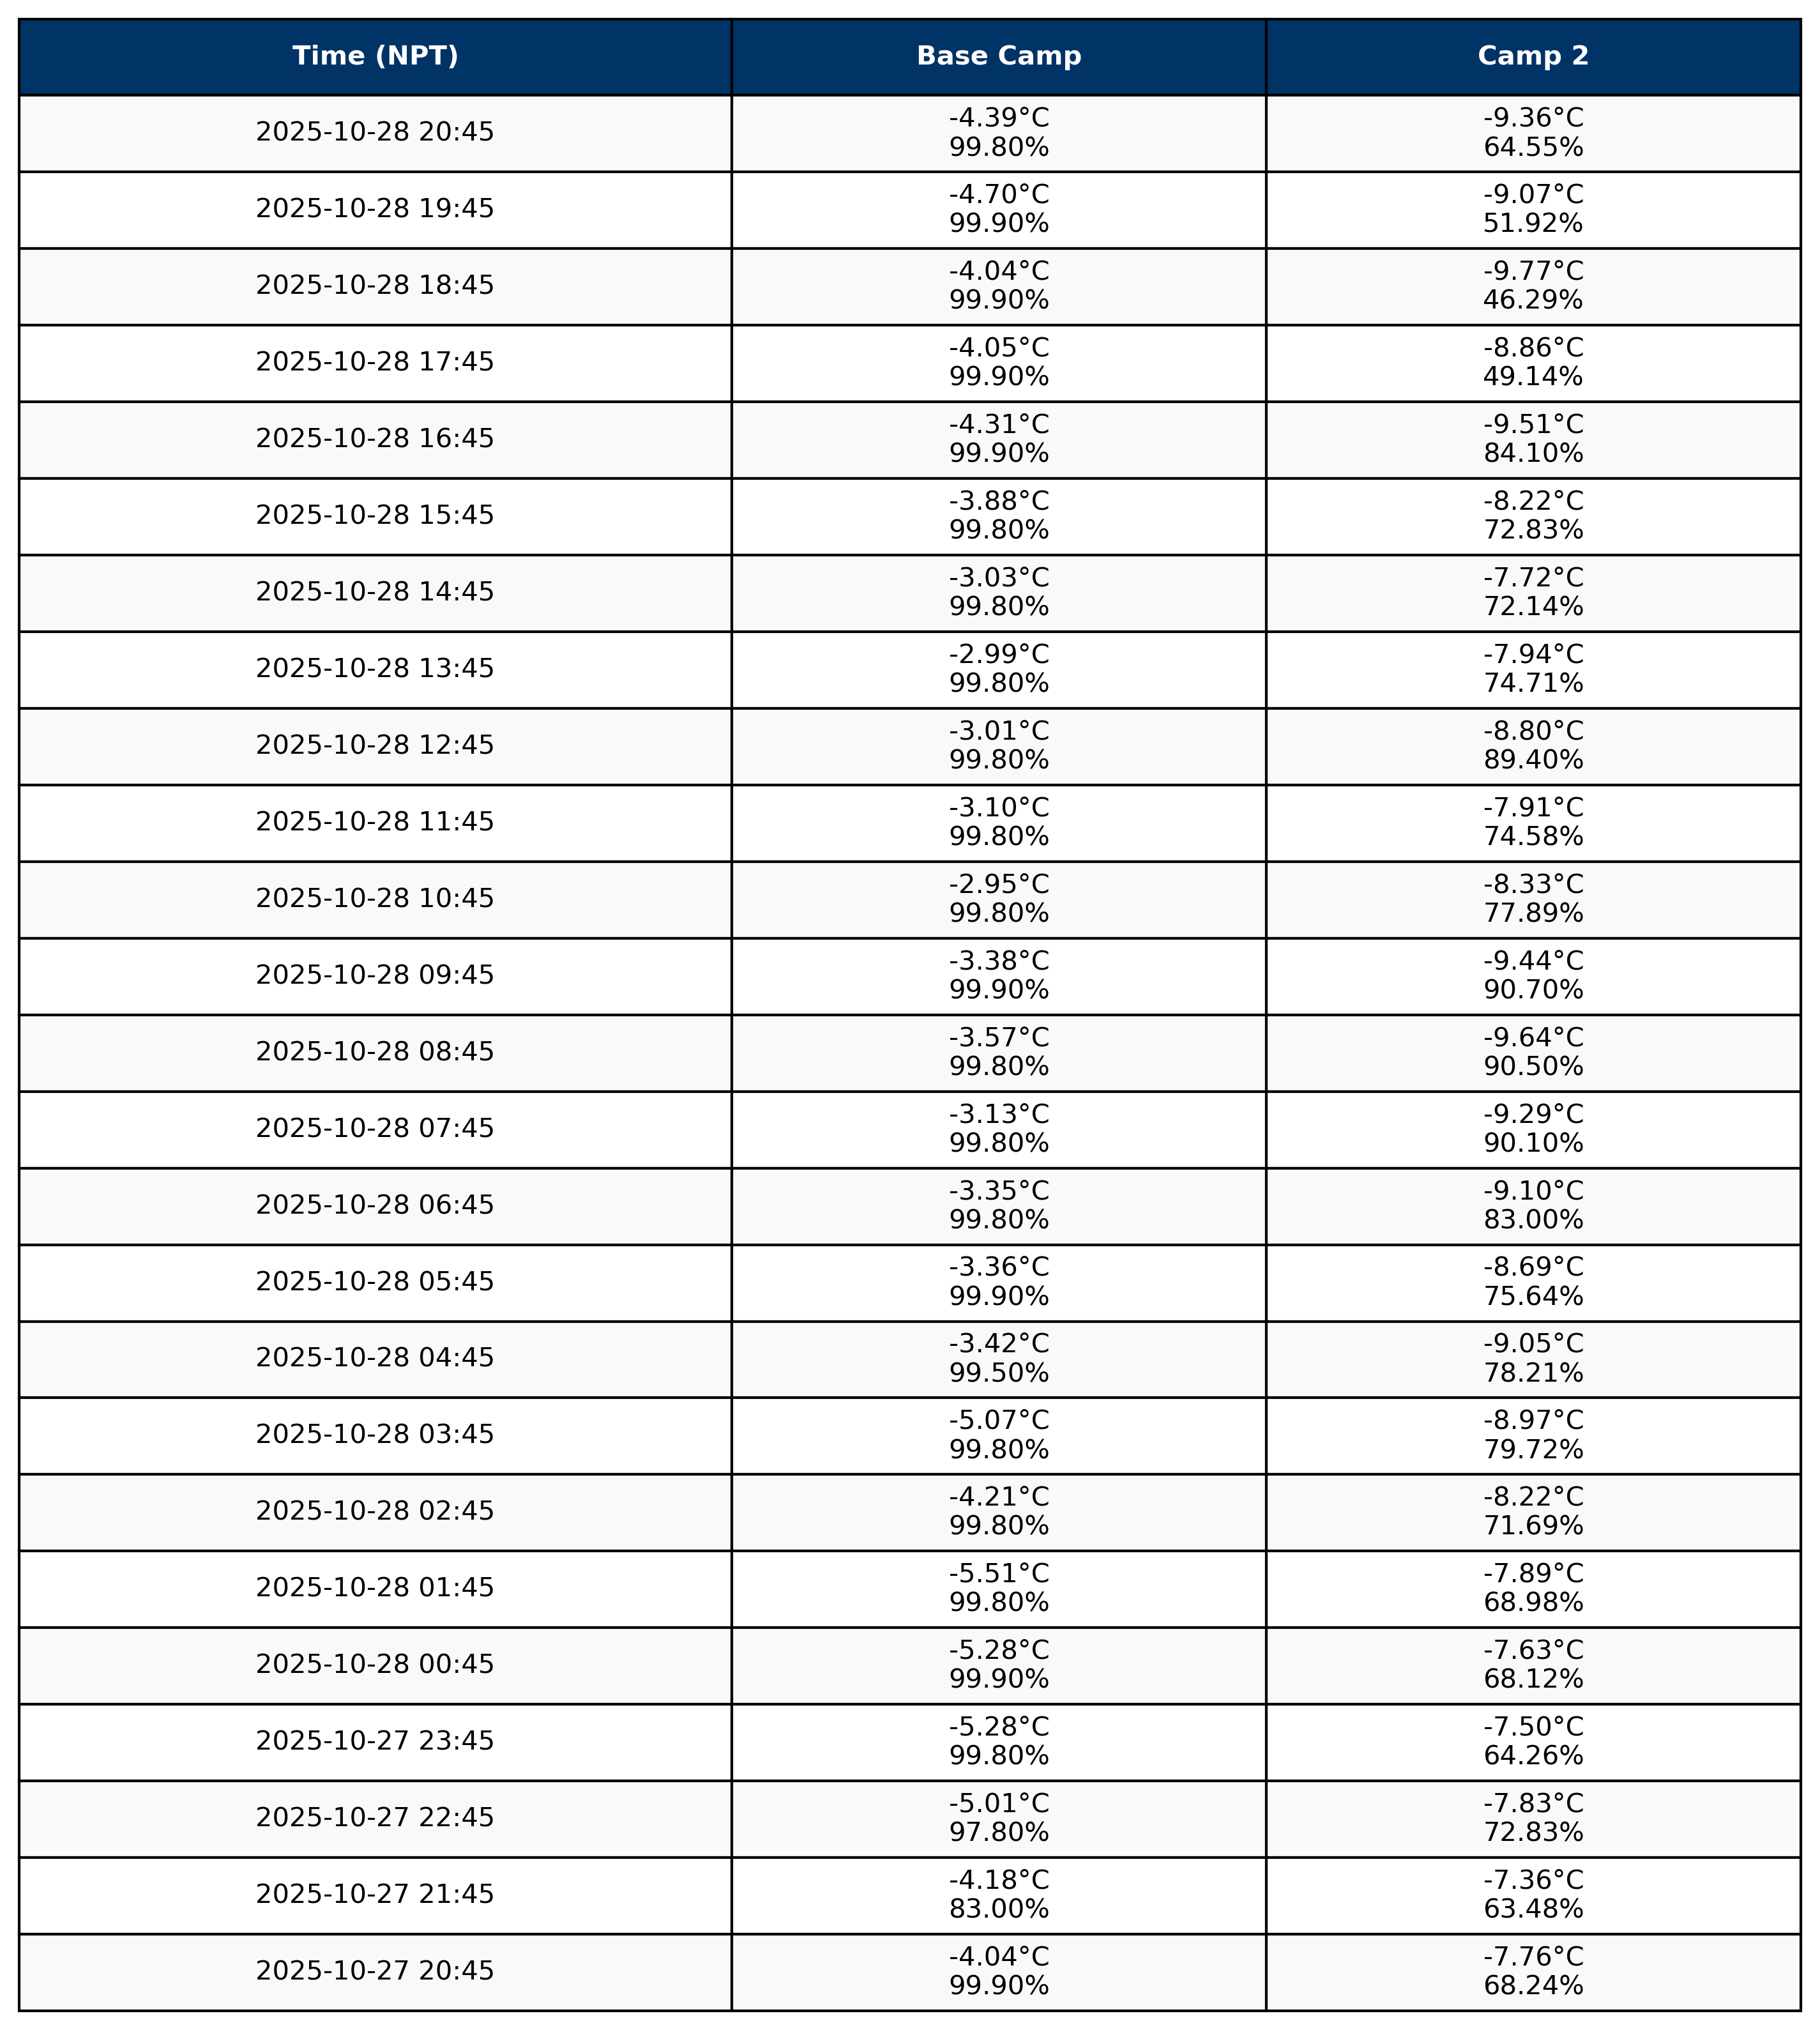 Time (NPT) Base Camp Camp 2
2025-10-28 20:45
-4.39°C
99.80%
-9.36°C
64.55%
2025-10-28 19:45
-4.70°C
99.90%
-9.07°C
51.92%
2025-10-28 18:45
-4.04°C
99.90%
-9.77°C
46.29%
2025-10-28 17:45
-4.05°C
99.90%
-8.86°C
49.14%
2025-10-28 16:45
-4.31°C
99.90%
-9.51°C
84.10%
2025-10-28 15:45
-3.88°C
99.80%
-8.22°C
72.83%
2025-10-28 14:45
-3.03°C
99.80%
-7.72°C
72.14%
2025-10-28 13:45
-2.99°C
99.80%
-7.94°C
74.71%
2025-10-28 12:45
-3.01°C
99.80%
-8.80°C
89.40%
2025-10-28 11:45
-3.10°C
99.80%
-7.91°C
74.58%
2025-10-28 10:45
-2.95°C
99.80%
-8.33°C
77.89%
2025-10-28 09:45
-3.38°C
99.90%
-9.44°C
90.70%
2025-10-28 08:45
-3.57°C
99.80%
-9.64°C
90.50%
2025-10-28 07:45
-3.13°C
99.80%
-9.29°C
90.10%
2025-10-28 06:45
-3.35°C
99.80%
-9.10°C
83.00%
2025-10-28 05:45
-3.36°C
99.90%
-8.69°C
75.64%
2025-10-28 04:45
-3.42°C
99.50%
-9.05°C
78.21%
2025-10-28 03:45
-5.07°C
99.80%
-8.97°C
79.72%
2025-10-28 02:45
-4.21°C
99.80%
-8.22°C
71.69%
2025-10-28 01:45
-5.51°C
99.80%
-7.89°C
68.98%
2025-10-28 00:45
-5.28°C
99.90%
-7.63°C
68.12%
2025-10-27 23:45
-5.28°C
99.80%
-7.50°C
64.26%
2025-10-27 22:45
-5.01°C
97.80%
-7.83°C
72.83%
2025-10-27 21:45
-4.18°C
83.00%
-7.36°C
63.48%
2025-10-27 20:45
-4.04°C
99.90%
-7.76°C
68.24%